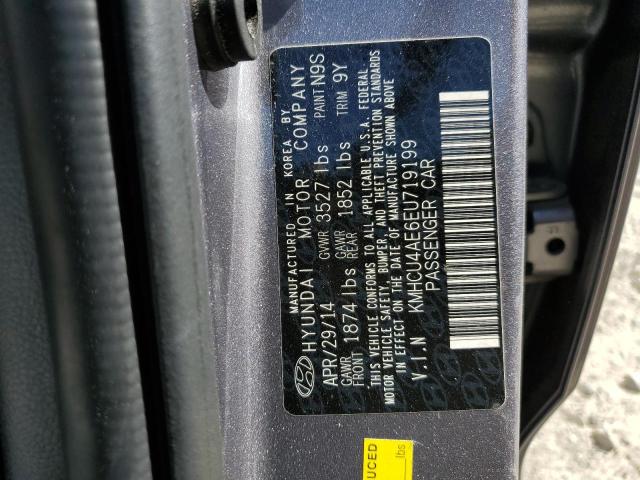 MANUFACTURED IN KOREA BY
HYUNDAI MOTOR COMPANY
APR/29/14 GVWR 3527 lbs PAINT N9S
GAWR FRONT 1874 lbs GAWR REAR 1852 lbs TRIM 9Y
THIS VEHICLE CONFORMS TO ALL APPLICABLE U.S.A. FEDERAL
MOTOR VEHICLE SAFETY, BUMPER, AND THEFT PREVENTION STANDARDS
IN EFFECT ON THE DATE OF MANUFACTURE SHOWN ABOVE
V.I.N KMHCU4AE6EU719199
PASSENGER CAR
UCED
lbs